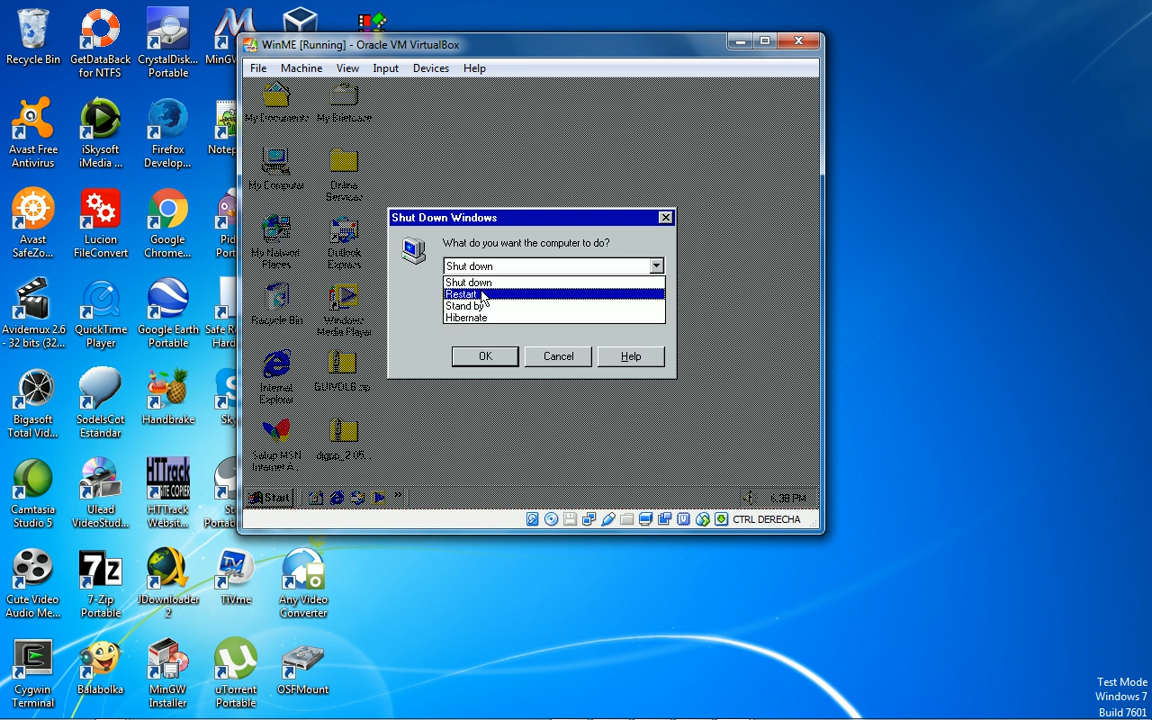 Recycle Bin
GetDataBack
for NTFS
CrystalDisk...
Portable
WinME [Running] - Oracle VM VirtualBox
File Machine View Input Devices Help
My Documents
My Briefcase
Avast Free
Antivirus
iSkysoft
iMedia ...
Firefox
Develop...
My Computer
Online
Services
Shut Down Windows
What do you want the computer to do?
Shut down
Shut down
Restart
Stand by
Hibernate
OK
Cancel
Help
Avast
SafeZo...
Lucion
FileConvert
Google
Chrome...
My Network
Places
Outlook
Express
Recycle Bin
Windows
Media Player
Avidemux 2.6
- 32 bits (32...
QuickTime
Player
Google Earth
Portable
Internet
Explorer
Bigasoft
Total Vid...
SodelsCot
Estándar
Handbrake
Setup MSN
Internet A...
Start
»
6:38 PM
CTRL DERECHA
HTTrack
SITE COPIER
Camtasia
Studio 5
Ulead
VideoStud...
HTTrack
Websit...
7z
TV
Cute Video
Audio Me...
7-Zip
Portable
JDownloader
2
TiVme
Any Video
Converter
Cygwin
Terminal
Balabolka
MinGW
Installer
uTorrent
Portable
OSFMount
Test Mode
Windows 7
Build 7601